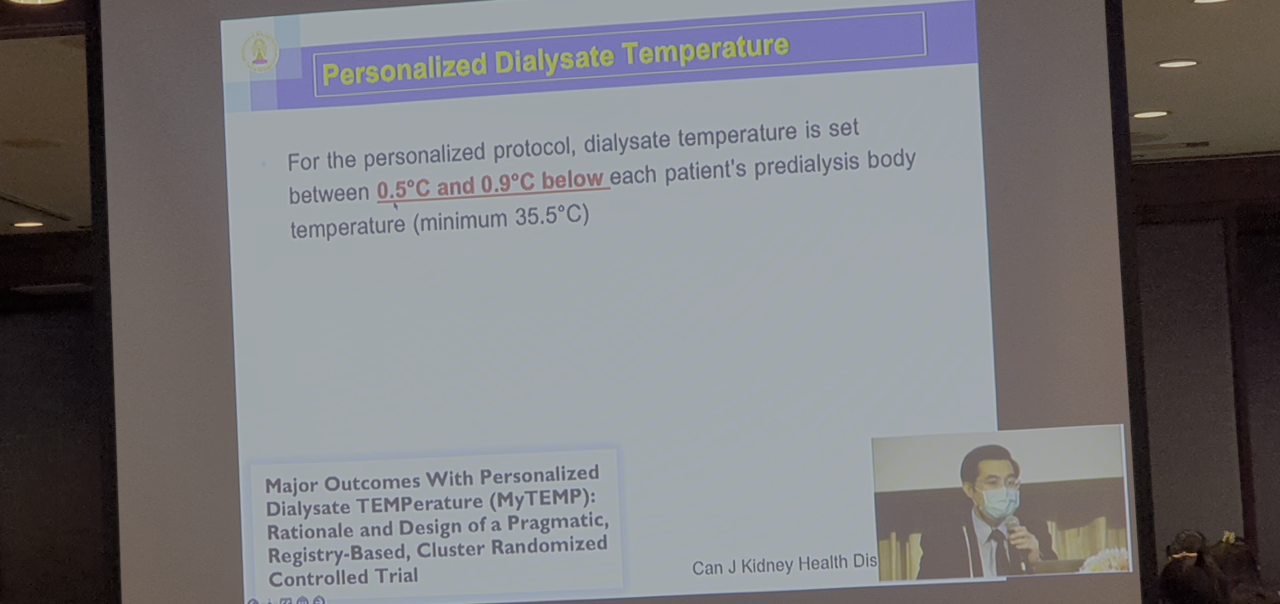 Personalized Dialysate Temperature
For the personalized protocol, dialysate temperature is set
between 0.5°C and 0.9°C below each patient's predialysis body
temperature (minimum 35.5°C)
Major Outcomes With Personalized
Dialysate TEMPerature (MyTEMP):
Rationale and Design of a Pragmatic,
Registry-Based, Cluster Randomized
Controlled Trial
Can J Kidney Health Dis